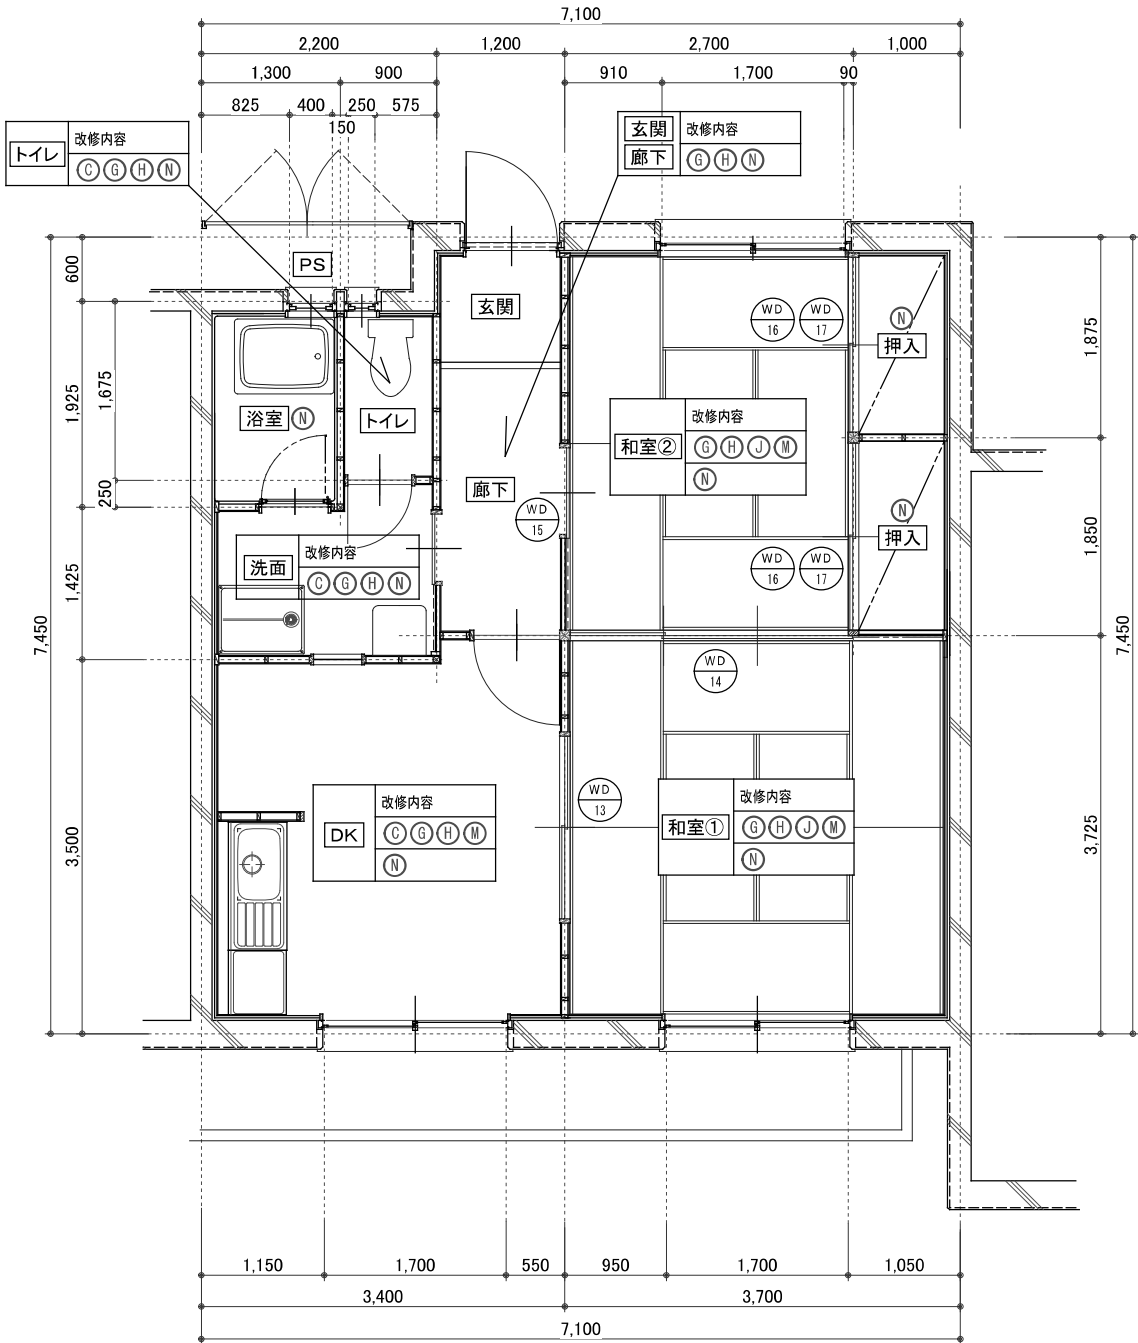 7,100
2,200 1,200 2,700 1,000
1,300 900 910 1,700 90
825 400 250 575
150
トイレ 改修内容
C G H N
玄関 廊下 改修内容
G H N
PS
玄関
WD 16 WD 17
N
押入
浴室 N
トイレ
和室② 改修内容
G H J M
N
廊下
WD 15
N
押入
洗面 改修内容
C G H N
WD 16 WD 17
WD 14
WD 13
DK 改修内容
C G H M
N
和室① 改修内容
G H J M
N
600
1,925
1,675
250
1,425
3,500
7,450
1,875
1,850
3,725
7,450
1,150 1,700 550 950 1,700 1,050
3,400 3,700
7,100